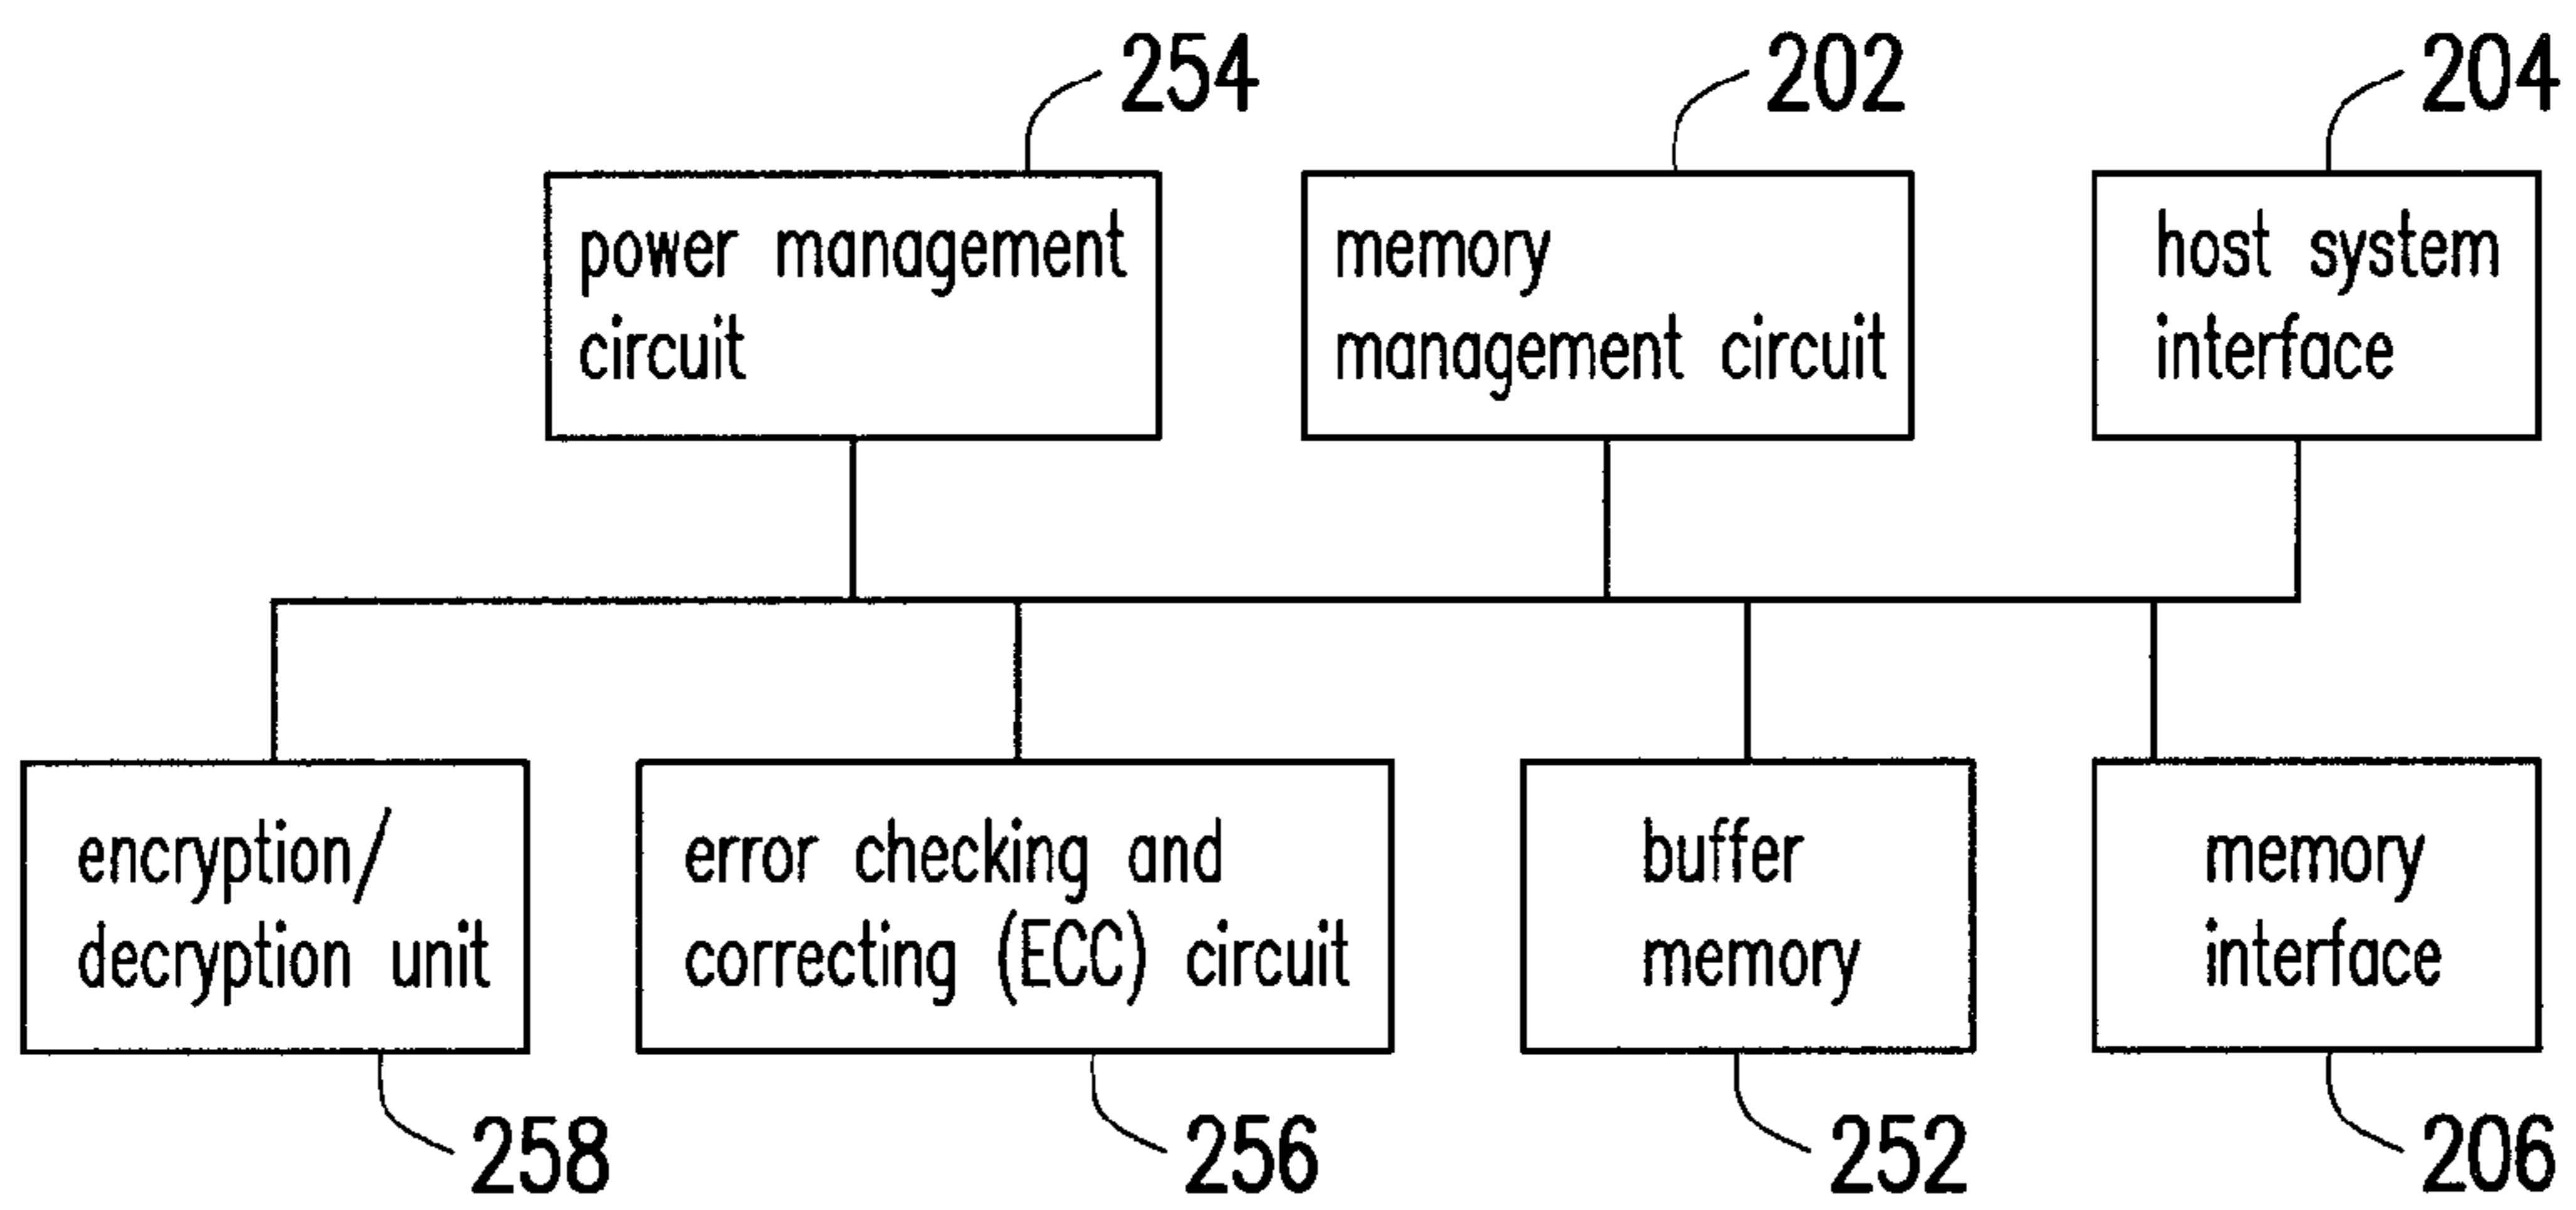 254
202
204
power management
circuit
memory
management circuit
host system
interface
encryption/
decryption unit
error checking and
correcting (ECC) circuit
buffer
memory
memory
interface
258
256
252
206